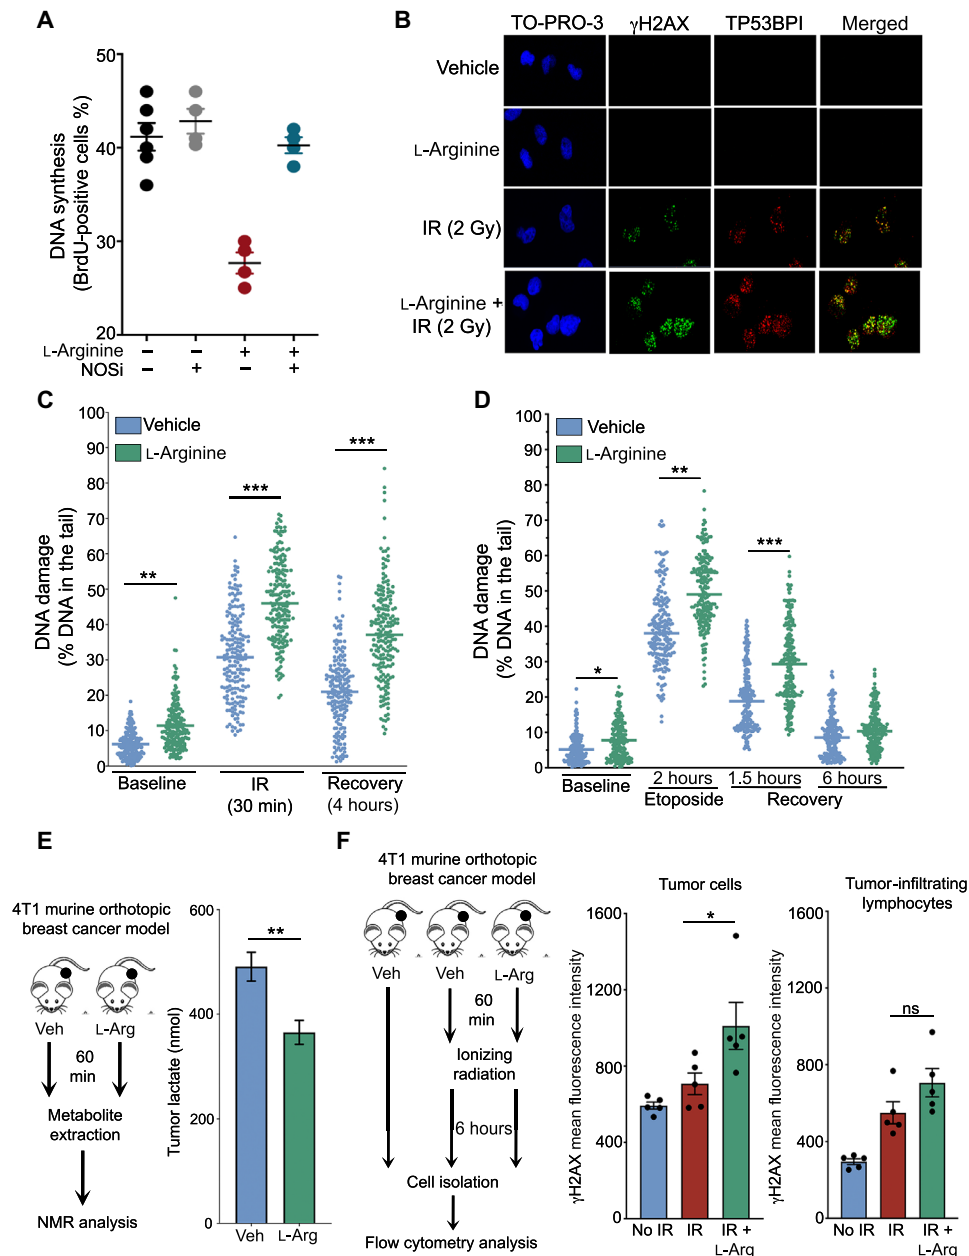 A
50
40
30
20
DNA synthesis
(BrdU-positive cells %)
L-Arginine – – + +
NOSi – + – +
B
TO-PRO-3 γH2AX TP53BPI Merged
Vehicle
L-Arginine
IR (2 Gy)
L-Arginine +
IR (2 Gy)
C
Vehicle
L-Arginine
100
90
80
70
60
50
40
30
20
10
0
DNA damage
(% DNA in the tail)
** *** ***
Baseline IR Recovery
(30 min) (4 hours)
D
Vehicle
L-Arginine
100
90
80
70
60
50
40
30
20
10
0
DNA damage
(% DNA in the tail)
* ** ***
2 hours 1.5 hours 6 hours
Baseline Etoposide Recovery
E
4T1 murine orthotopic
breast cancer model
Veh L-Arg
60
min
Metabolite
extraction
NMR analysis
Tumor lactate (nmol)
600
400
200
0
**
Veh L-Arg
F
4T1 murine orthotopic
breast cancer model
Veh Veh L-Arg
60
min
Ionizing
radiation
6 hours
Cell isolation
Flow cytometry analysis
Tumor cells
γH2AX mean fluorescence intensity
1600
1200
800
400
0
*
No IR IR IR +
L-Arg
Tumor-infiltrating
lymphocytes
γH2AX mean fluorescence intensity
1600
1200
800
400
0
ns
No IR IR IR +
L-Arg